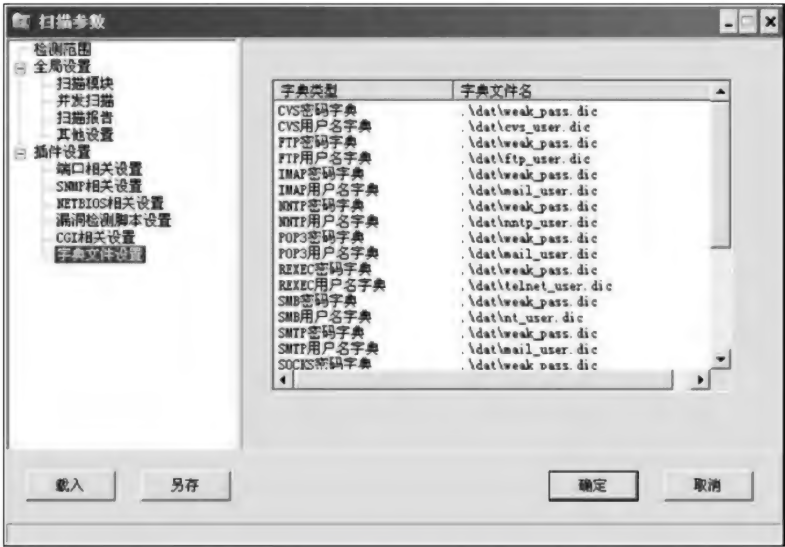 扫描参数
检测范围
全局设置
扫描模块
并发扫描
扫描报告
其他设置
插件设置
端口相关设置
SNMP相关设置
NETBIOS相关设置
漏洞检测脚本设置
CGI相关设置
字典文件设置
字典类型 字典文件名
CVS密码字典 .\dat\weak_pass.dic
CVS用户名字典 .\dat\cvs_user.dic
FTP密码字典 .\dat\weak_pass.dic
FTP用户名字典 .\dat\ftp_user.dic
IMAP密码字典 .\dat\weak_pass.dic
IMAP用户名字典 .\dat\mail_user.dic
NNTP密码字典 .\dat\weak_pass.dic
NNTP用户名字典 .\dat\nntp_user.dic
POP3密码字典 .\dat\weak_pass.dic
POP3用户名字典 .\dat\mail_user.dic
REXEC密码字典 .\dat\weak_pass.dic
REXEC用户名字典 .\dat\telnet_user.dic
SMB密码字典 .\dat\weak_pass.dic
SMB用户名字典 .\dat\nt_user.dic
SMTP密码字典 .\dat\weak_pass.dic
SMTP用户名字典 .\dat\mail_user.dic
SOCKS密码字典 .\dat\weak_pass.dic
载入 另存 确定 取消